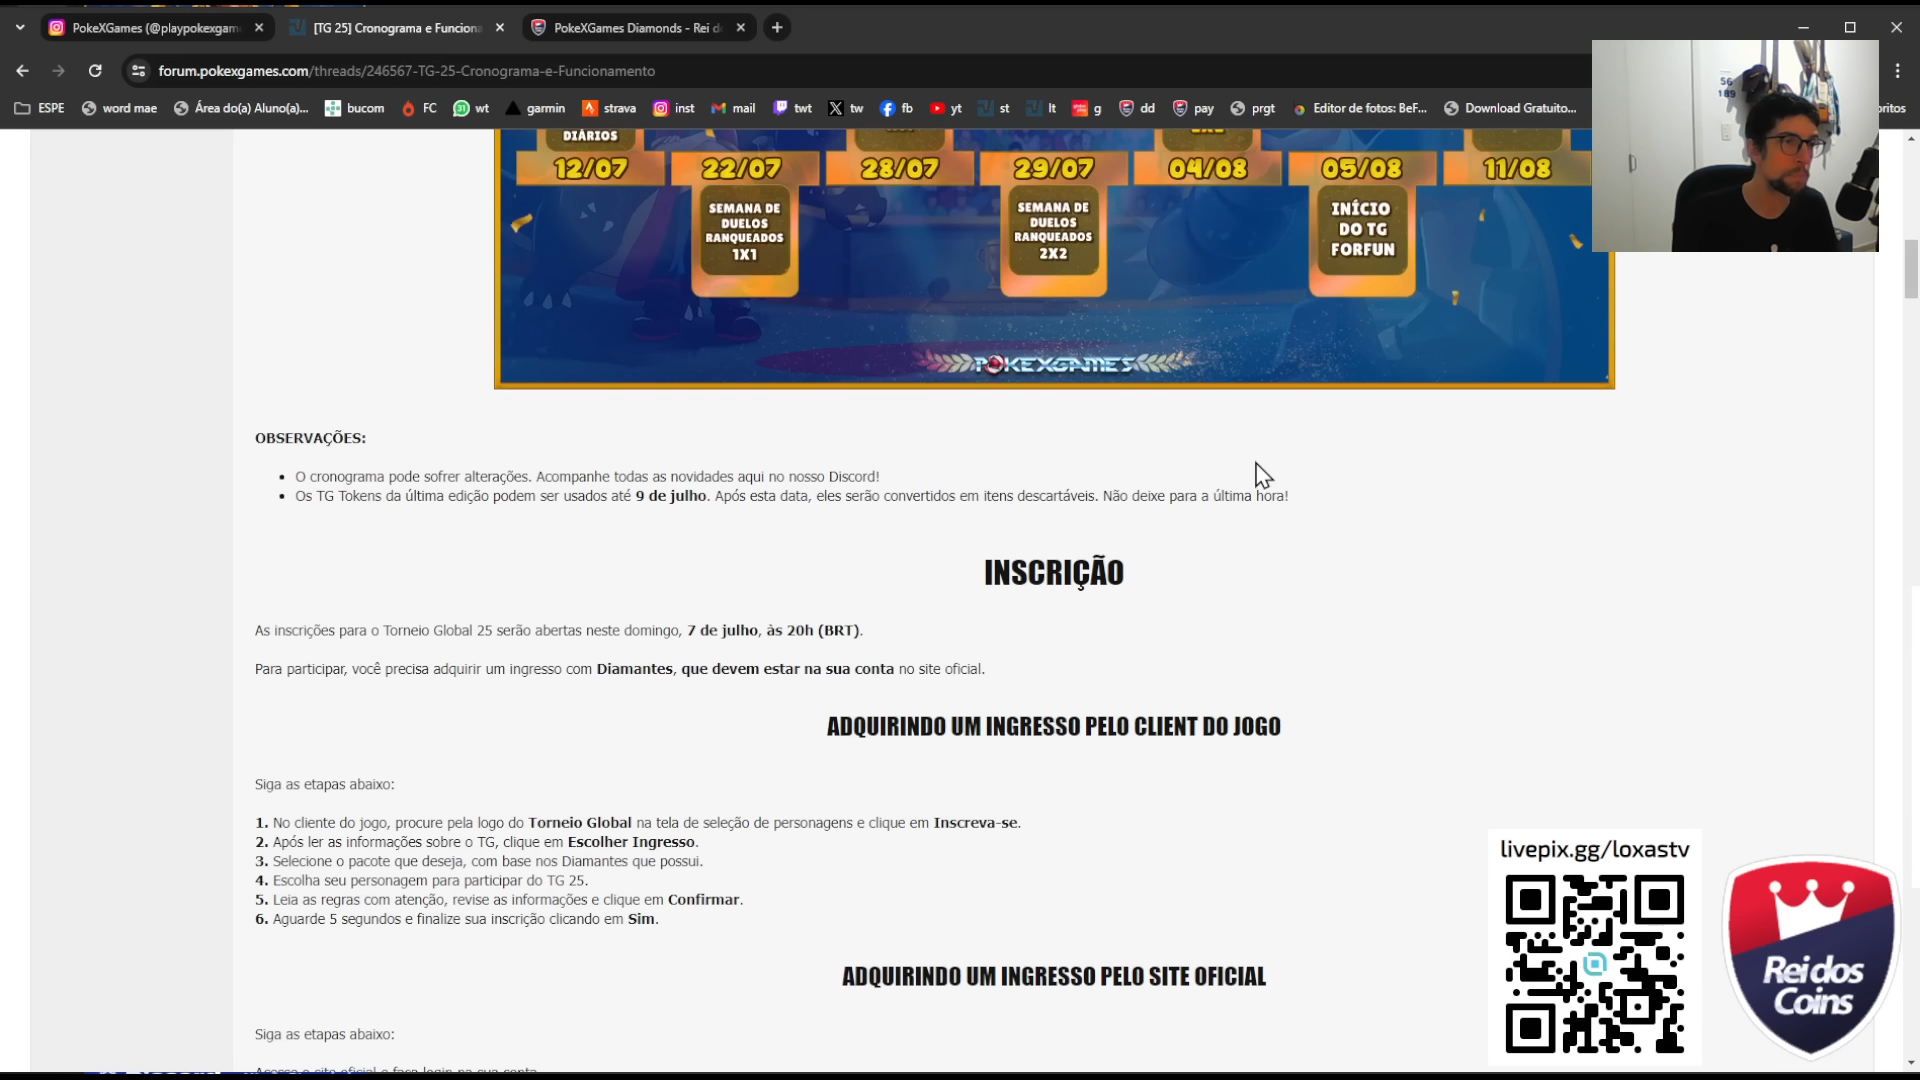 PokeXGames (@playpokexgam
[TG 25] Cronograma e Funciona
PokeXGames Diamonds - Rei d
forum.pokexgames.com/threads/246567-TG-25-Cronograma-e-Funcionamento
ESPE
word mae
Área do(a) Aluno(a)...
bucom
FC
wt
garmin
strava
inst
mail
twt
tw
fb
yt
st
lt
g
dd
pay
prgt
Editor de fotos: BeF...
Download Gratuito...
oritos
56
189
DIÁRIOS
12/07
22/07
28/07
29/07
04/08
05/08
11/08
SEMANA DE
DUELOS
RANQUEADOS
1X1
SEMANA DE
DUELOS
RANQUEADOS
2X2
INÍCIO
DO TG
FORFUN
POKEXGAMES
OBSERVAÇÕES:
• O cronograma pode sofrer alterações. Acompanhe todas as novidades aqui no nosso Discord!
• Os TG Tokens da última edição podem ser usados até 9 de julho. Após esta data, eles serão convertidos em itens descartáveis. Não deixe para a última hora!
INSCRIÇÃO
As inscrições para o Torneio Global 25 serão abertas neste domingo, 7 de julho, às 20h (BRT).
Para participar, você precisa adquirir um ingresso com Diamantes, que devem estar na sua conta no site oficial.
ADQUIRINDO UM INGRESSO PELO CLIENT DO JOGO
Siga as etapas abaixo:
1. No cliente do jogo, procure pela logo do Torneio Global na tela de seleção de personagens e clique em Inscreva-se.
2. Após ler as informações sobre o TG, clique em Escolher Ingresso.
3. Selecione o pacote que deseja, com base nos Diamantes que possui.
4. Escolha seu personagem para participar do TG 25.
5. Leia as regras com atenção, revise as informações e clique em Confirmar.
6. Aguarde 5 segundos e finalize sua inscrição clicando em Sim.
ADQUIRINDO UM INGRESSO PELO SITE OFICIAL
Siga as etapas abaixo:
Acesse o site oficial e faça login na sua conta
livepix.gg/loxastv
Rei dos
Coins